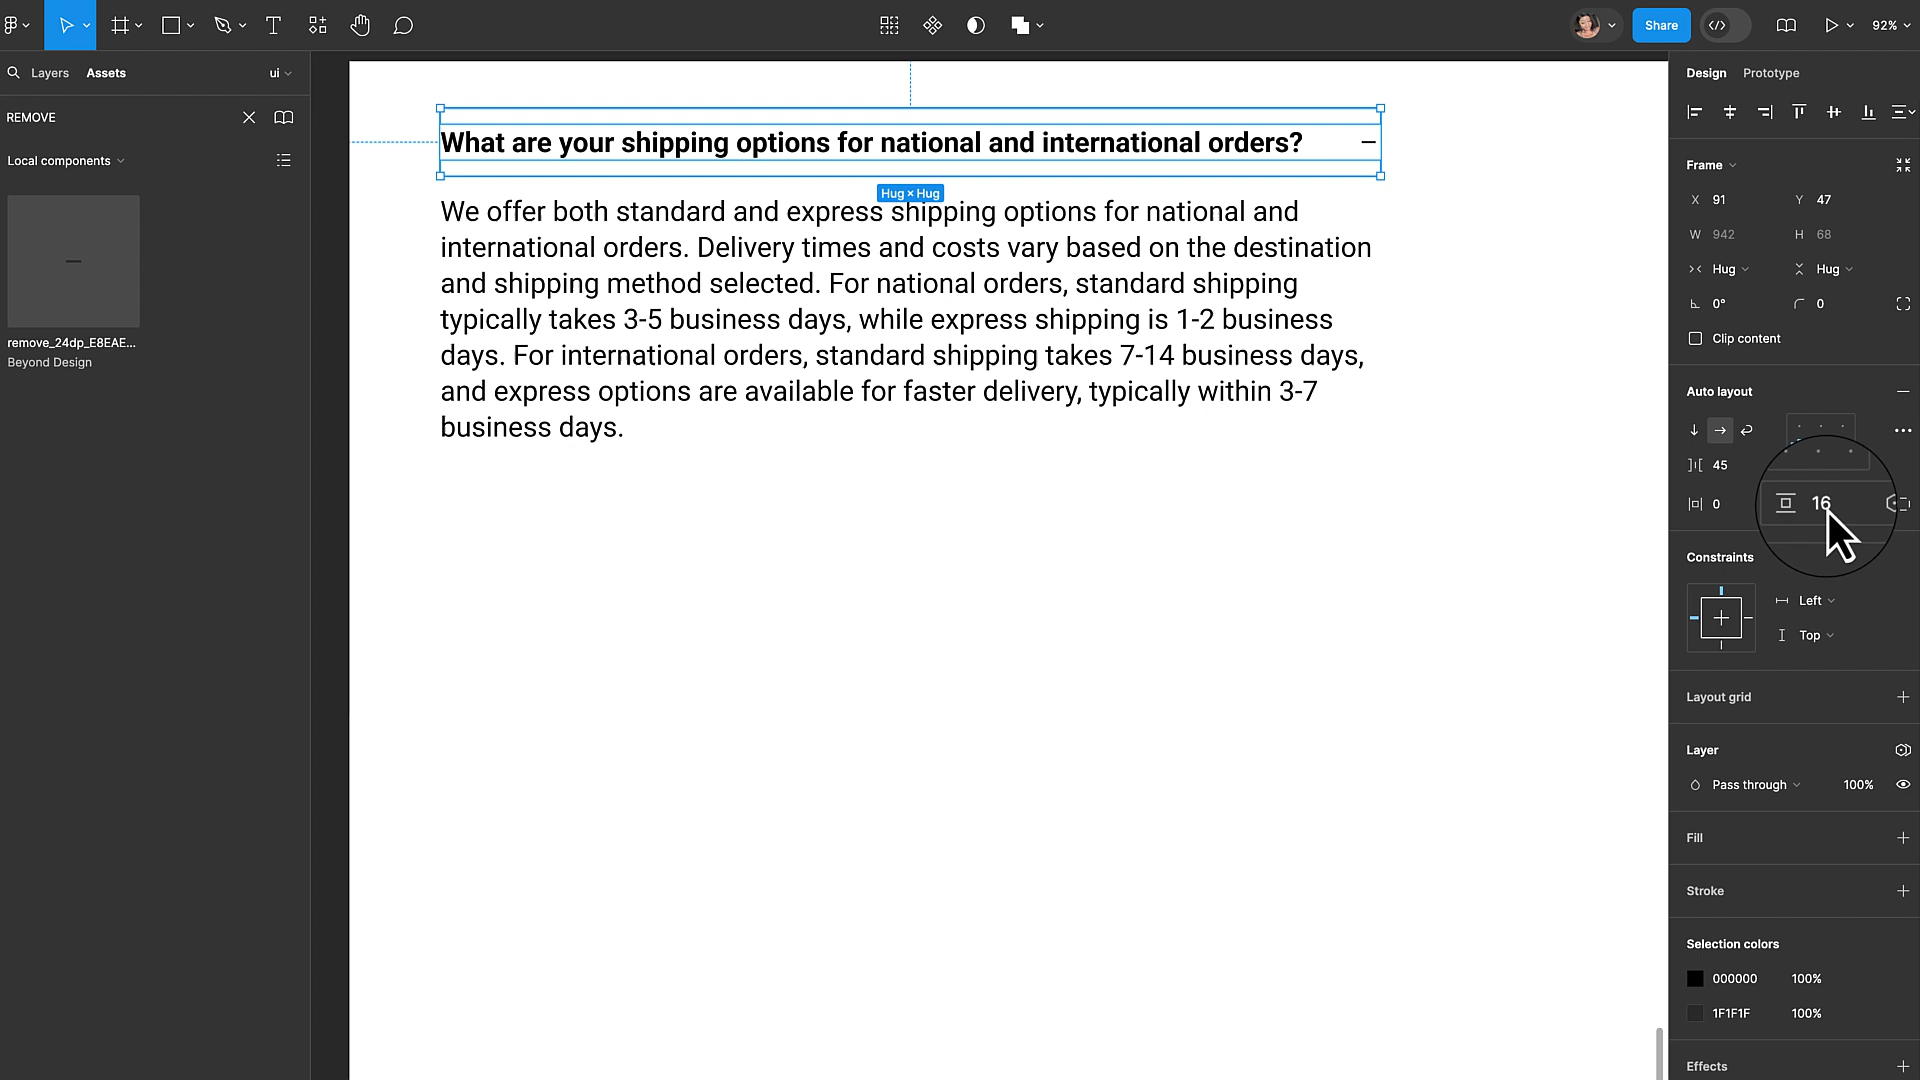 Share
92%
Layers
Assets
ui
REMOVE
Local components
remove_24dp_E8EAE...
Beyond Design
What are your shipping options for national and international orders?
Hug × Hug
We offer both standard and express shipping options for national and
international orders. Delivery times and costs vary based on the destination
and shipping method selected. For national orders, standard shipping
typically takes 3-5 business days, while express shipping is 1-2 business
days. For international orders, standard shipping takes 7-14 business days,
and express options are available for faster delivery, typically within 3-7
business days.
Design
Prototype
Frame
X 91
Y 47
W 942
H 68
Hug
Hug
0°
0
Clip content
Auto layout
45
0
16
Constraints
Left
Top
Layout grid
Layer
Pass through
100%
Fill
Stroke
Selection colors
000000 100%
1F1F1F 100%
Effects